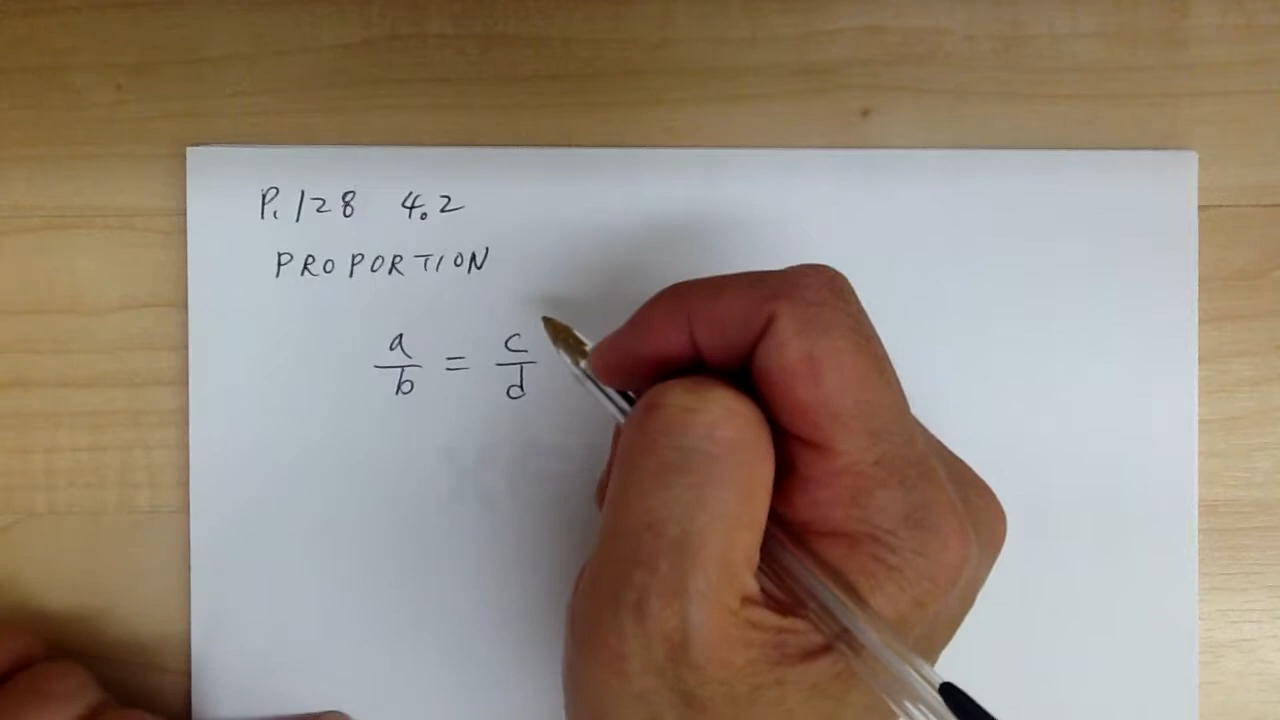 P. 128 4.2
PROPORTION
a/b = c/d